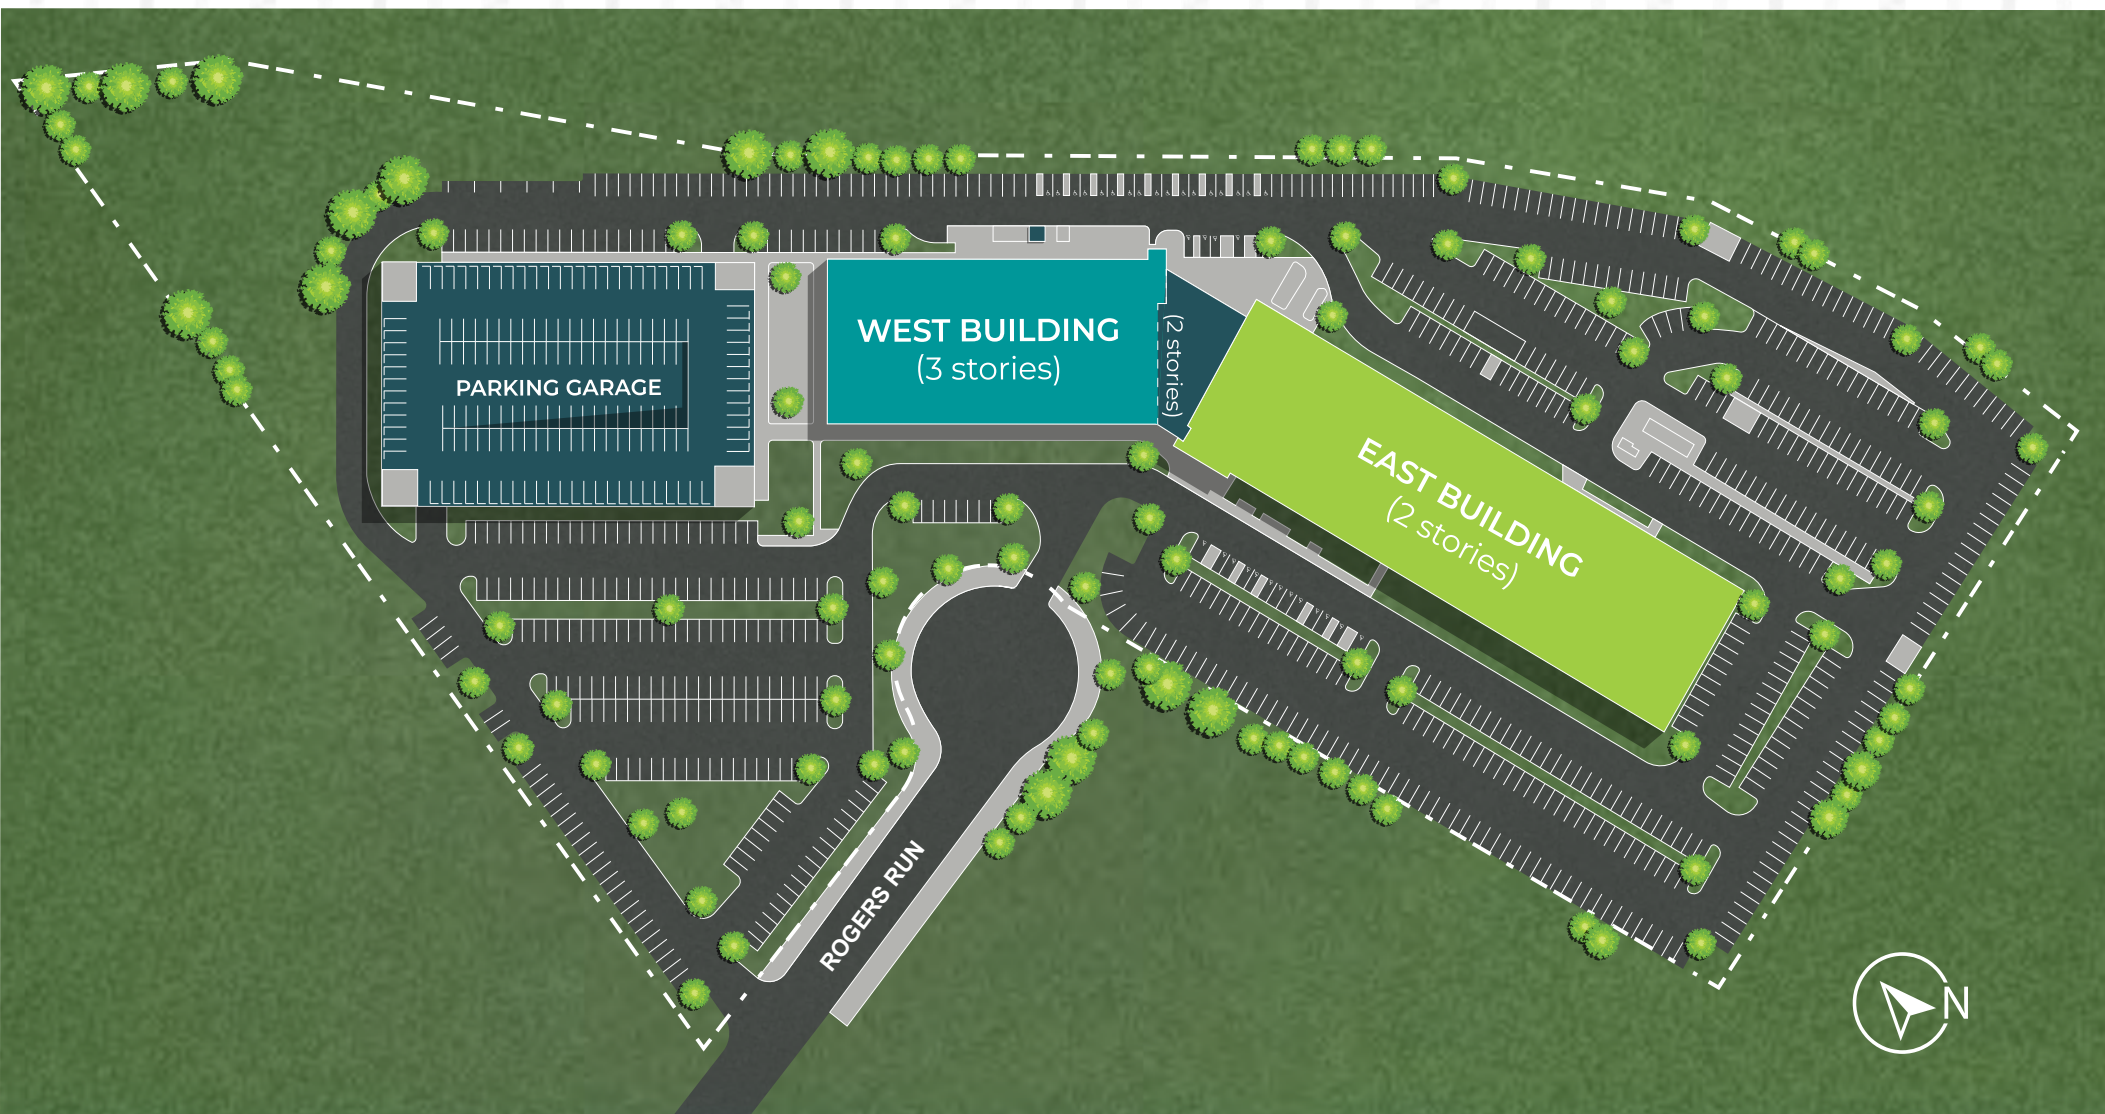 PARKING GARAGE
WEST BUILDING
(3 stories)
(2 stories)
EAST BUILDING
(2 stories)
ROGERS RUN
N